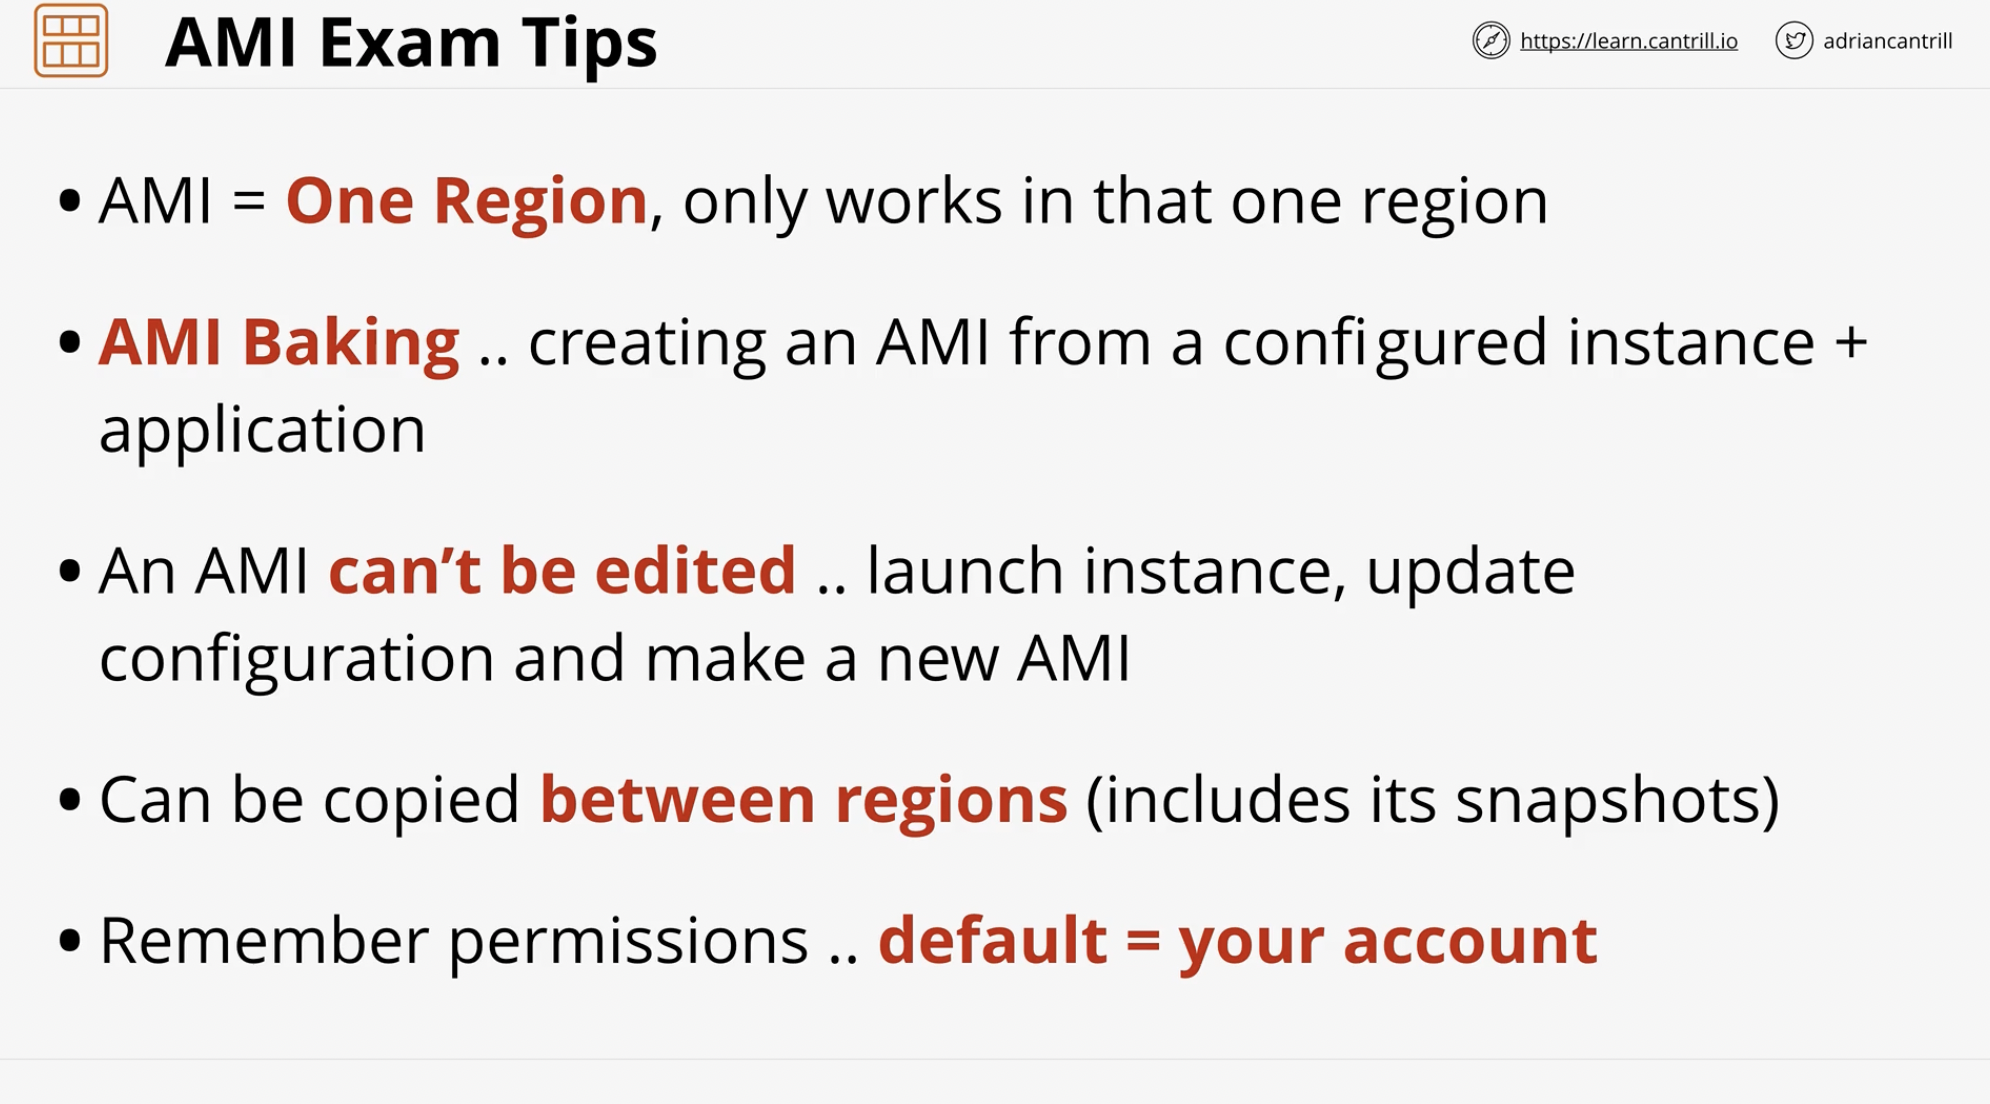 AMI Exam Tips
https://learn.cantrill.io
adriancantrill
• AMI = One Region, only works in that one region
• AMI Baking .. creating an AMI from a configured instance +
application
• An AMI can’t be edited .. launch instance, update
configuration and make a new AMI
• Can be copied between regions (includes its snapshots)
• Remember permissions .. default = your account